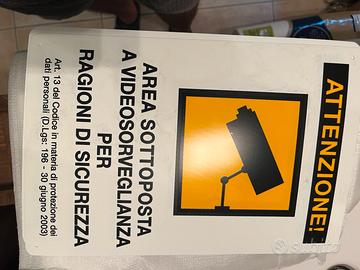 ATTENZIONE!
AREA SOTTOPOSTA
A VIDEOSORVEGLIANZA
PER
RAGIONI DI SICUREZZA
Art. 13 del Codice in materia di protezione dei
dati personali (D.Lgs. 196 - 30 giugno 2003)
subito